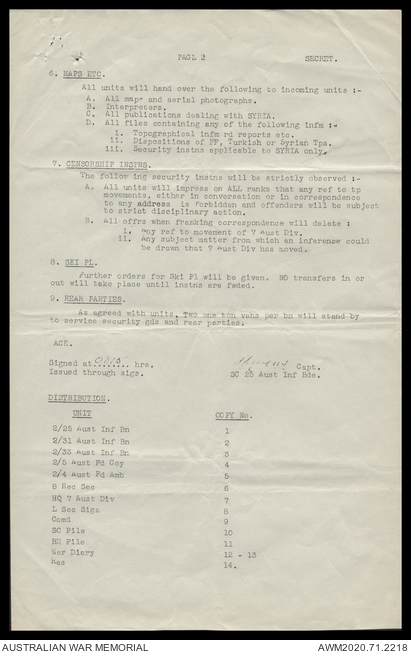 PAGE 2 SECRET.
6. MAPS ETC.
All units will hand over the following to incoming units :-
A. All maps and aerial photographs.
B. Interpreters.
C. All publications dealing with SYRIA.
D. All files containing any of the following infm :-
i. Topographical infm rd reports etc.
ii. Dispositions of FF, Turkish or Syrian Tps.
iii. Security instns applicable to SYRIA only.
7. CENSORSHIP INSTNS.
The following security instns will be strictly observed :-
A. All units will impress on ALL ranks that any ref to tp
movements, either in conversation or in correspondence
to any address is forbidden and offenders will be subject
to strict disciplinary action.
B. All offrs when franking correspondence will delete :
i. Any ref to movement of 7 Aust Div.
ii. Any subject matter from which an inference could
be drawn that 7 Aust Div has moved.
8. SKI PL.
Further orders for Ski Pl will be given. NO transfers in or
out will take place until instns are fwded.
9. REAR PARTIES.
As agreed with units, Two one ton vehs per bn will stand by
to service security gds and rear parties.
ACK.
Signed at........ hrs. Capt.
Issued through sigs. SC 25 Aust Inf Bde.
DISTRIBUTION.
UNIT COPY No.
2/25 Aust Inf Bn 1
2/31 Aust Inf Bn 2
2/33 Aust Inf Bn 3
2/5 Aust Fd Coy 4
2/4 Aust Fd Amb 5
8 Rec Sec 6
HQ 7 Aust Div 7
L Sec Sigs 8
Comd 9
SC File 10
BM File 11
War Diary 12 - 13
14.
AUSTRALIAN WAR MEMORIAL AWM2020.71.2218